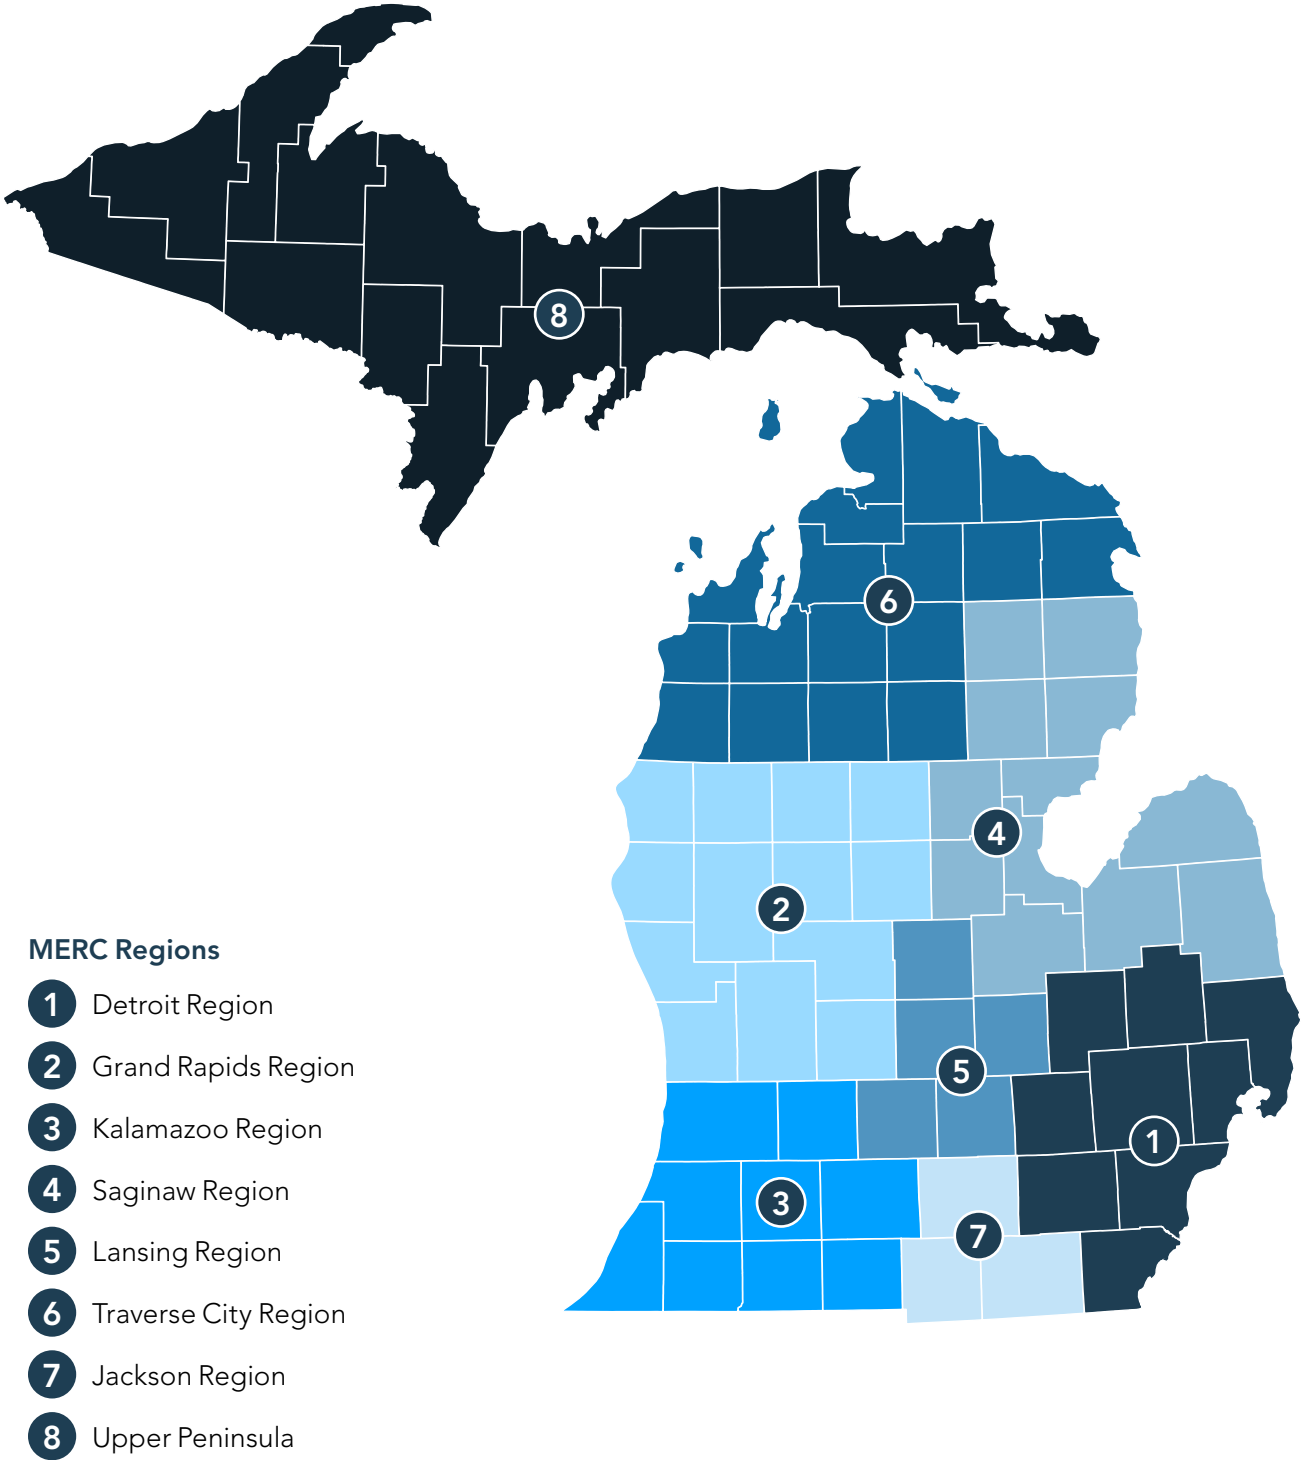 8
6
4
2
5
1
3
7
MERC Regions
1 Detroit Region
2 Grand Rapids Region
3 Kalamazoo Region
4 Saginaw Region
5 Lansing Region
6 Traverse City Region
7 Jackson Region
8 Upper Peninsula